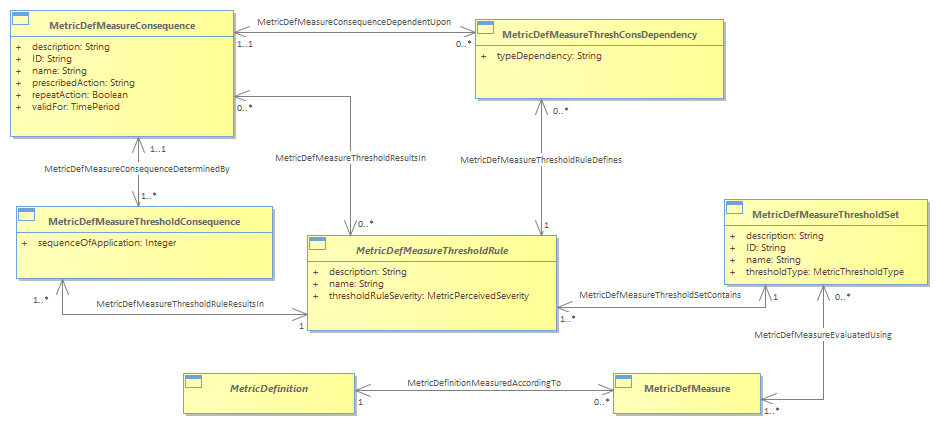 MetricDefMeasureConsequence
+ description: String
+ ID: String
+ name: String
+ prescribedAction: String
+ repeatAction: Boolean
+ validFor: TimePeriod
MetricDefMeasureConsequenceDependentUpon
1..1
0..*
MetricDefMeasureThreshConsDependency
+ typeDependency: String
0..*
0..*
MetricDefMeasureThresholdResultsIn
MetricDefMeasureThresholdRuleDefines
1..1
MetricDefMeasureConsequenceDeterminedBy
1..*
MetricDefMeasureThresholdConsequence
+ sequenceOfApplication: Integer
0..*
1
MetricDefMeasureThresholdSet
+ description: String
+ ID: String
+ name: String
+ thresholdType: MetricThresholdType
MetricDefMeasureThresholdRule
+ description: String
+ name: String
+ thresholdRuleSeverity: MetricPerceivedSeverity
1..*
MetricDefMeasureThresholdRuleResultsIn
1
MetricDefMeasureThresholdSetContains
1..*
1
0..*
MetricDefMeasureEvaluatedUsing
MetricDefinition
MetricDefinitionMeasuredAccordingTo
1
0..*
MetricDefMeasure
1..*